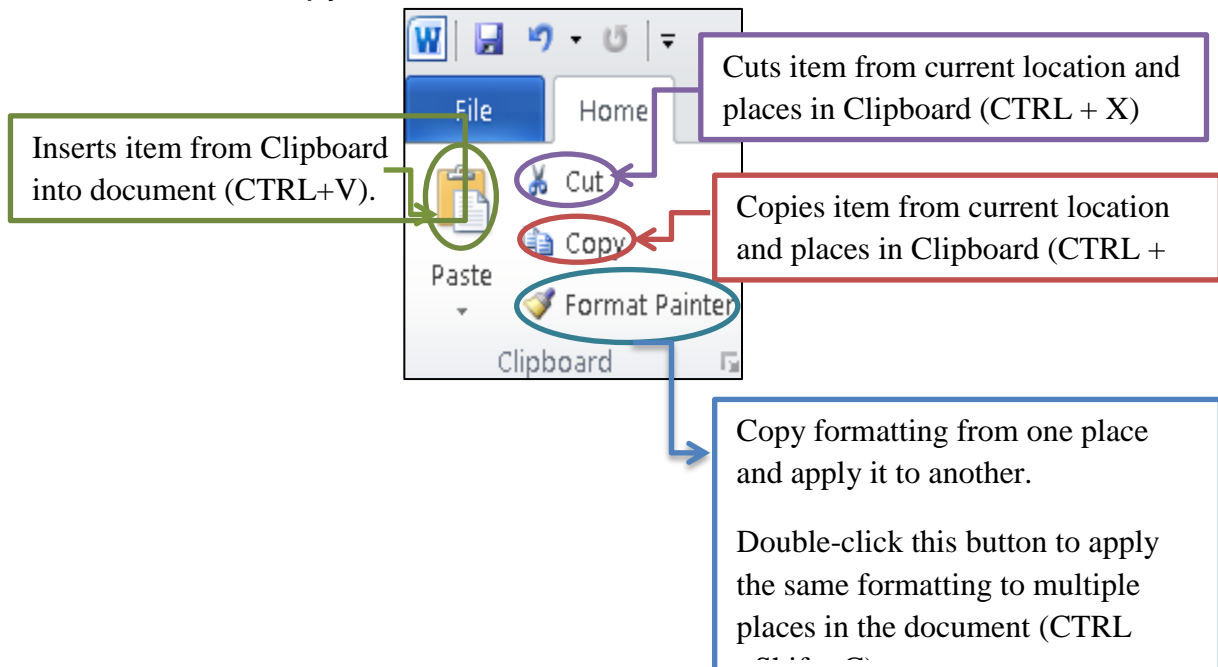 W
File
Home
Cuts item from current location and
places in Clipboard (CTRL + X)
Inserts item from Clipboard
into document (CTRL+V).
Cut
Copy
Paste
Format Painter
Clipboard
Copies item from current location
and places in Clipboard (CTRL +
Copy formatting from one place
and apply it to another.
Double-click this button to apply
the same formatting to multiple
places in the document (CTRL